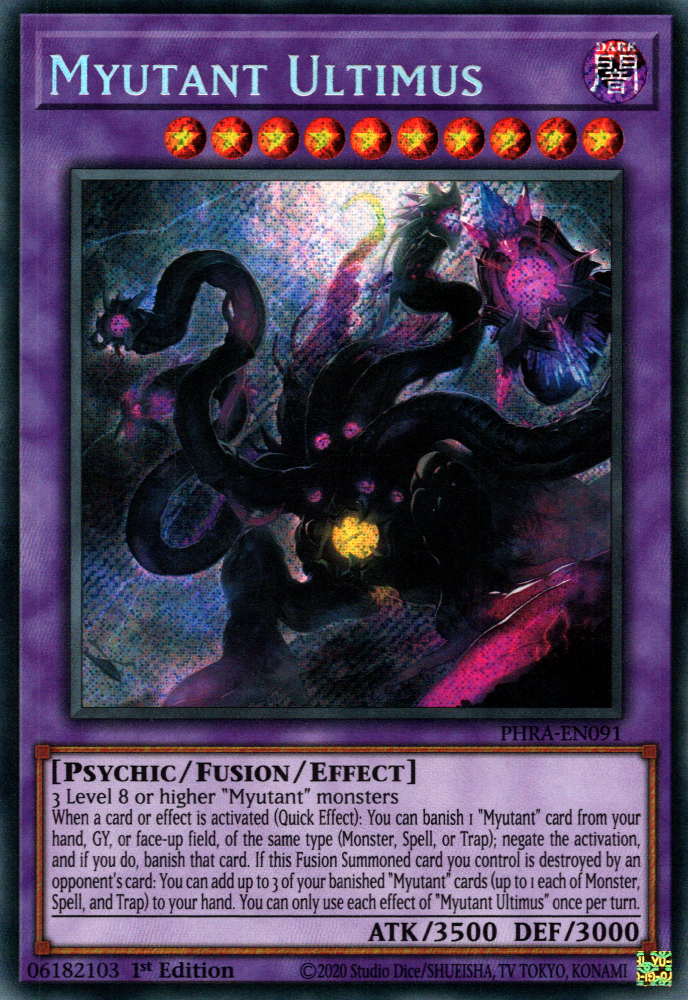 Myutant Ultimus
DARK
闇
PHRA-EN091
[Psychic/Fusion/Effect]
3 Level 8 or higher "Myutant" monsters
When a card or effect is activated (Quick Effect): You can banish 1 "Myutant" card from your
hand, GY, or face-up field, of the same type (Monster, Spell, or Trap); negate the activation,
and if you do, banish that card. If this Fusion Summoned card you control is destroyed by an
opponent's card: You can add up to 3 of your banished "Myutant" cards (up to 1 each of Monster,
Spell, and Trap) to your hand. You can only use each effect of "Myutant Ultimus" once per turn.
ATK/3500 DEF/3000
06182103 1st Edition ©2020 Studio Dice/SHUEISHA, TV TOKYO, KONAMI